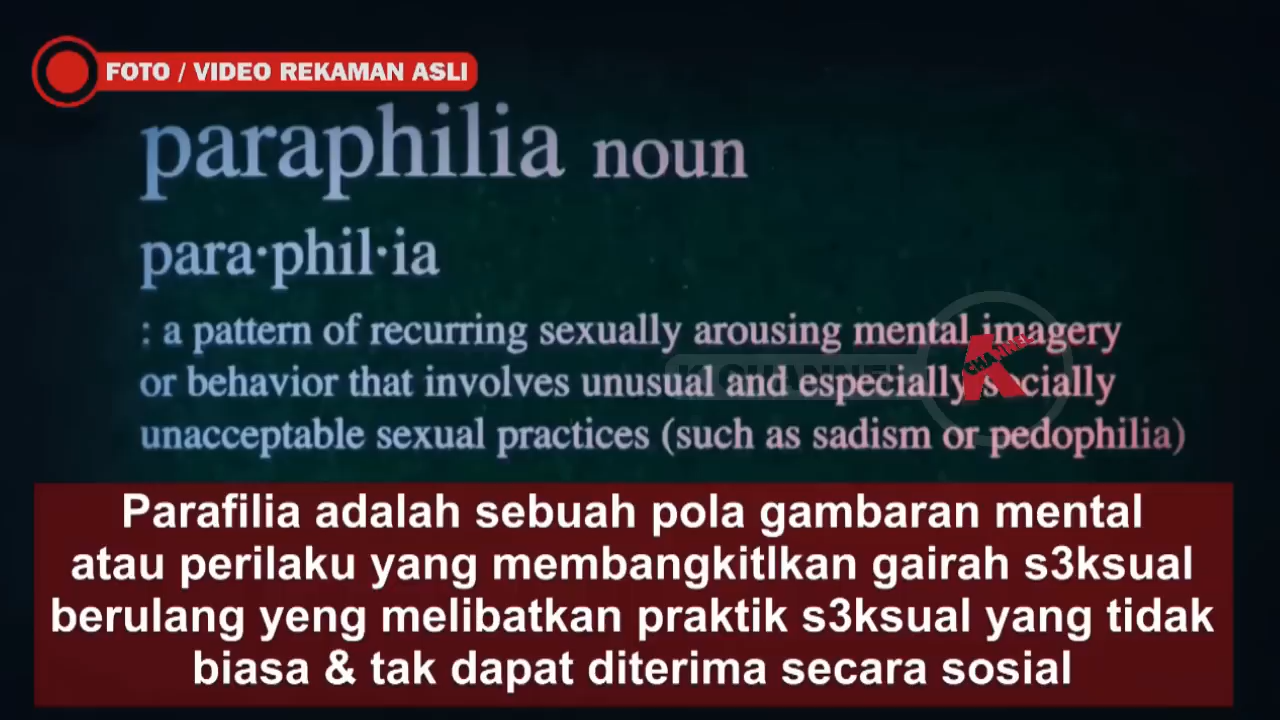 FOTO / VIDEO REKAMAN ASLI
paraphilia noun
para·phil·ia
: a pattern of recurring sexually arousing mental imagery
or behavior that involves unusual and especially socially
unacceptable sexual practices (such as sadism or pedophilia)
K CHANNEL
CHANNEL
Parafilia adalah sebuah pola gambaran mental
atau perilaku yang membangkitlkan gairah s3ksual
berulang yeng melibatkan praktik s3ksual yang tidak
biasa & tak dapat diterima secara sosial